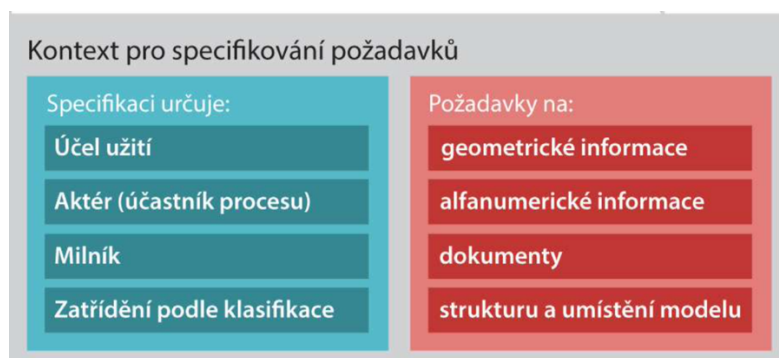 Kontext pro specifikování požadavků
Specifikaci určuje:
Účel užití
Aktér (účastník procesu)
Milník
Zatřídění podle klasifikace
Požadavky na:
geometrické informace
alfanumerické informace
dokumenty
strukturu a umístění modelu